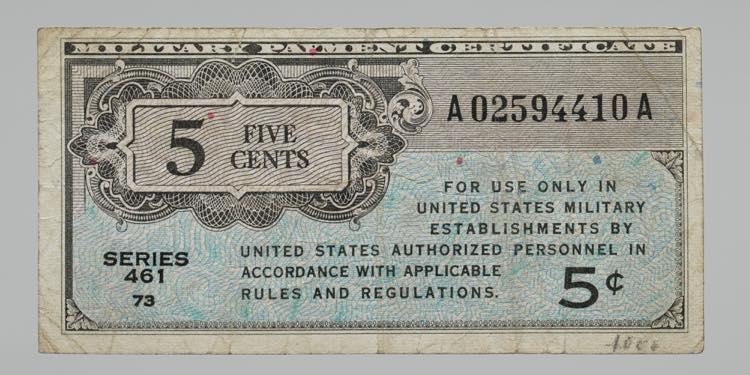 MILITARY PAYMENT CERTIFICATE
A02594410A
5 FIVE
CENTS
FOR USE ONLY IN
UNITED STATES MILITARY
ESTABLISHMENTS BY
UNITED STATES AUTHORIZED PERSONNEL IN
ACCORDANCE WITH APPLICABLE
RULES AND REGULATIONS.
SERIES
461
73
5¢